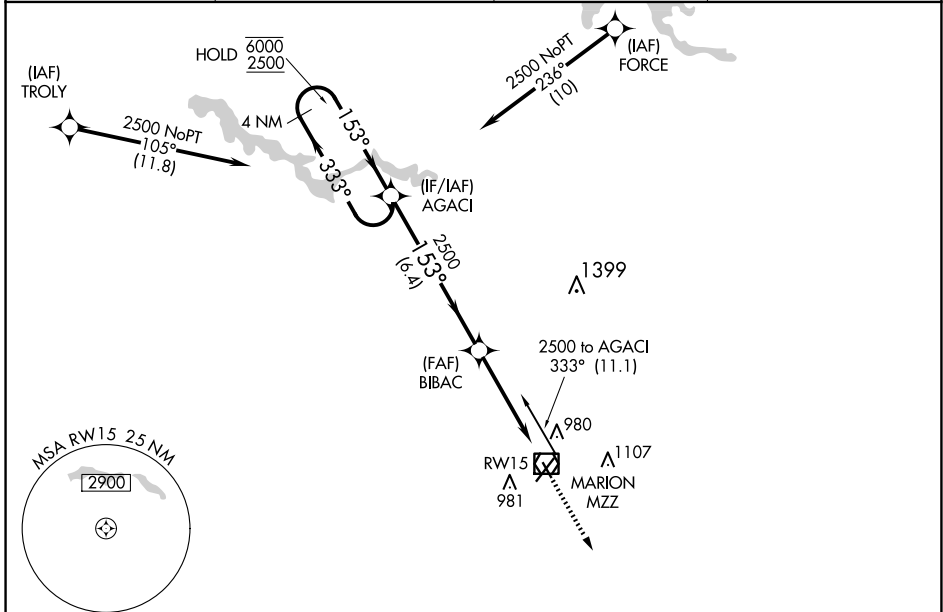 HOLD 6000
2500
(IAF)
TROLY
2500 NoPT
105°
(11.8)
4 NM
153°
333°
(IF/IAF)
AGACI
2500 NoPT
236°
(10)
(IAF)
FORCE
2500
153°
(6.4)
1399
(FAF)
BIBAC
2500 to AGACI
333° (11.1)
980
RW15
1107
981
MARION
MZZ
MSA RW15 25 NM
2900